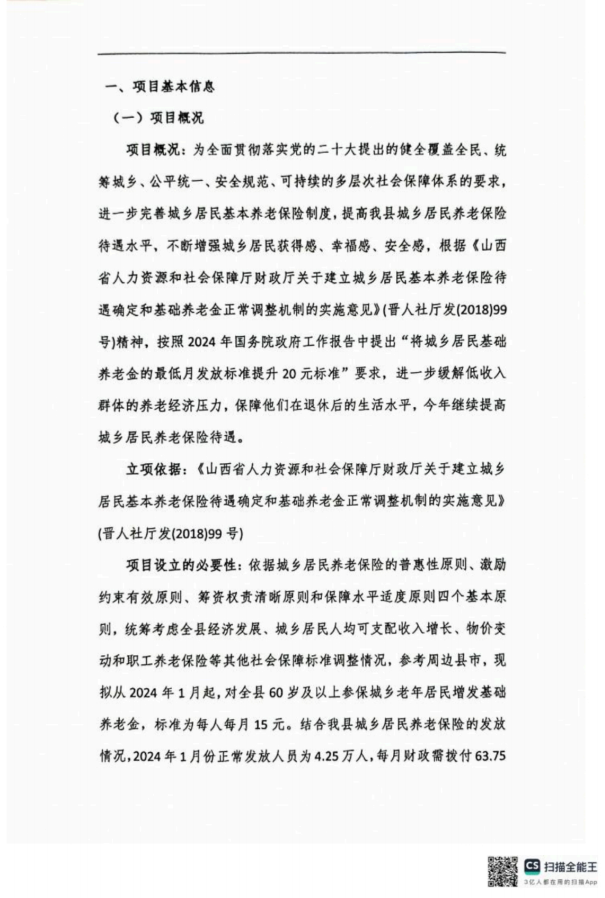 一、项目基本信息
（一）项目概况
项目概况：为全面贯彻落实党的二十大提出的健全覆盖全民、统
筹城乡、公平统一、安全规范、可持续的多层次社会保障体系的要求，
进一步完善城乡居民基本养老保险制度，提高我县城乡居民养老保险
待遇水平，不断增强城乡居民获得感、幸福感、安全感，根据《山西
省人力资源和社会保障厅财政厅关于建立城乡居民基本养老保险待
遇确定和基础养老金正常调整机制的实施意见》(晋人社厅发(2018)99
号)精神，按照 2024 年国务院政府工作报告中提出“将城乡居民基础
养老金的最低月发放标准提升 20 元标准”要求，进一步缓解低收入
群体的养老经济压力，保障他们在退休后的生活水平，今年继续提高
城乡居民养老保险待遇。
立项依据：《山西省人力资源和社会保障厅财政厅关于建立城乡
居民基本养老保险待遇确定和基础养老金正常调整机制的实施意见》
(晋人社厅发(2018)99 号)
项目设立的必要性：依据城乡居民养老保险的普惠性原则、激励
约束有效原则、筹资权责清晰原则和保障水平适度原则四个基本原
则，统筹考虑全县经济发展、城乡居民人均可支配收入增长、物价变
动和职工养老保险等其他社会保障标准调整情况，参考周边县市，现
拟从 2024 年 1 月起，对全县 60 岁及以上参保城乡老年居民增发基础
养老金，标准为每人每月 15 元。结合我县城乡居民养老保险的发放
情况，2024 年 1 月份正常发放人员为 4.25 万人，每月财政需拨付 63.75
CS 扫描全能王
3亿人都在用的扫描App